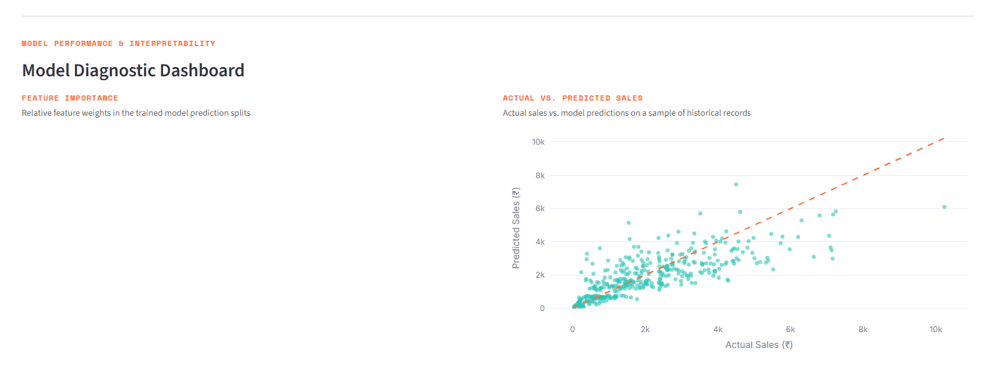 MODEL PERFORMANCE & INTERPRETABILITY
Model Diagnostic Dashboard
FEATURE IMPORTANCE
Relative feature weights in the trained model prediction splits
ACTUAL VS. PREDICTED SALES
Actual sales vs. model predictions on a sample of historical records
Predicted Sales (₹)
10k
8k
6k
4k
2k
0
0 2k 4k 6k 8k 10k
Actual Sales (₹)